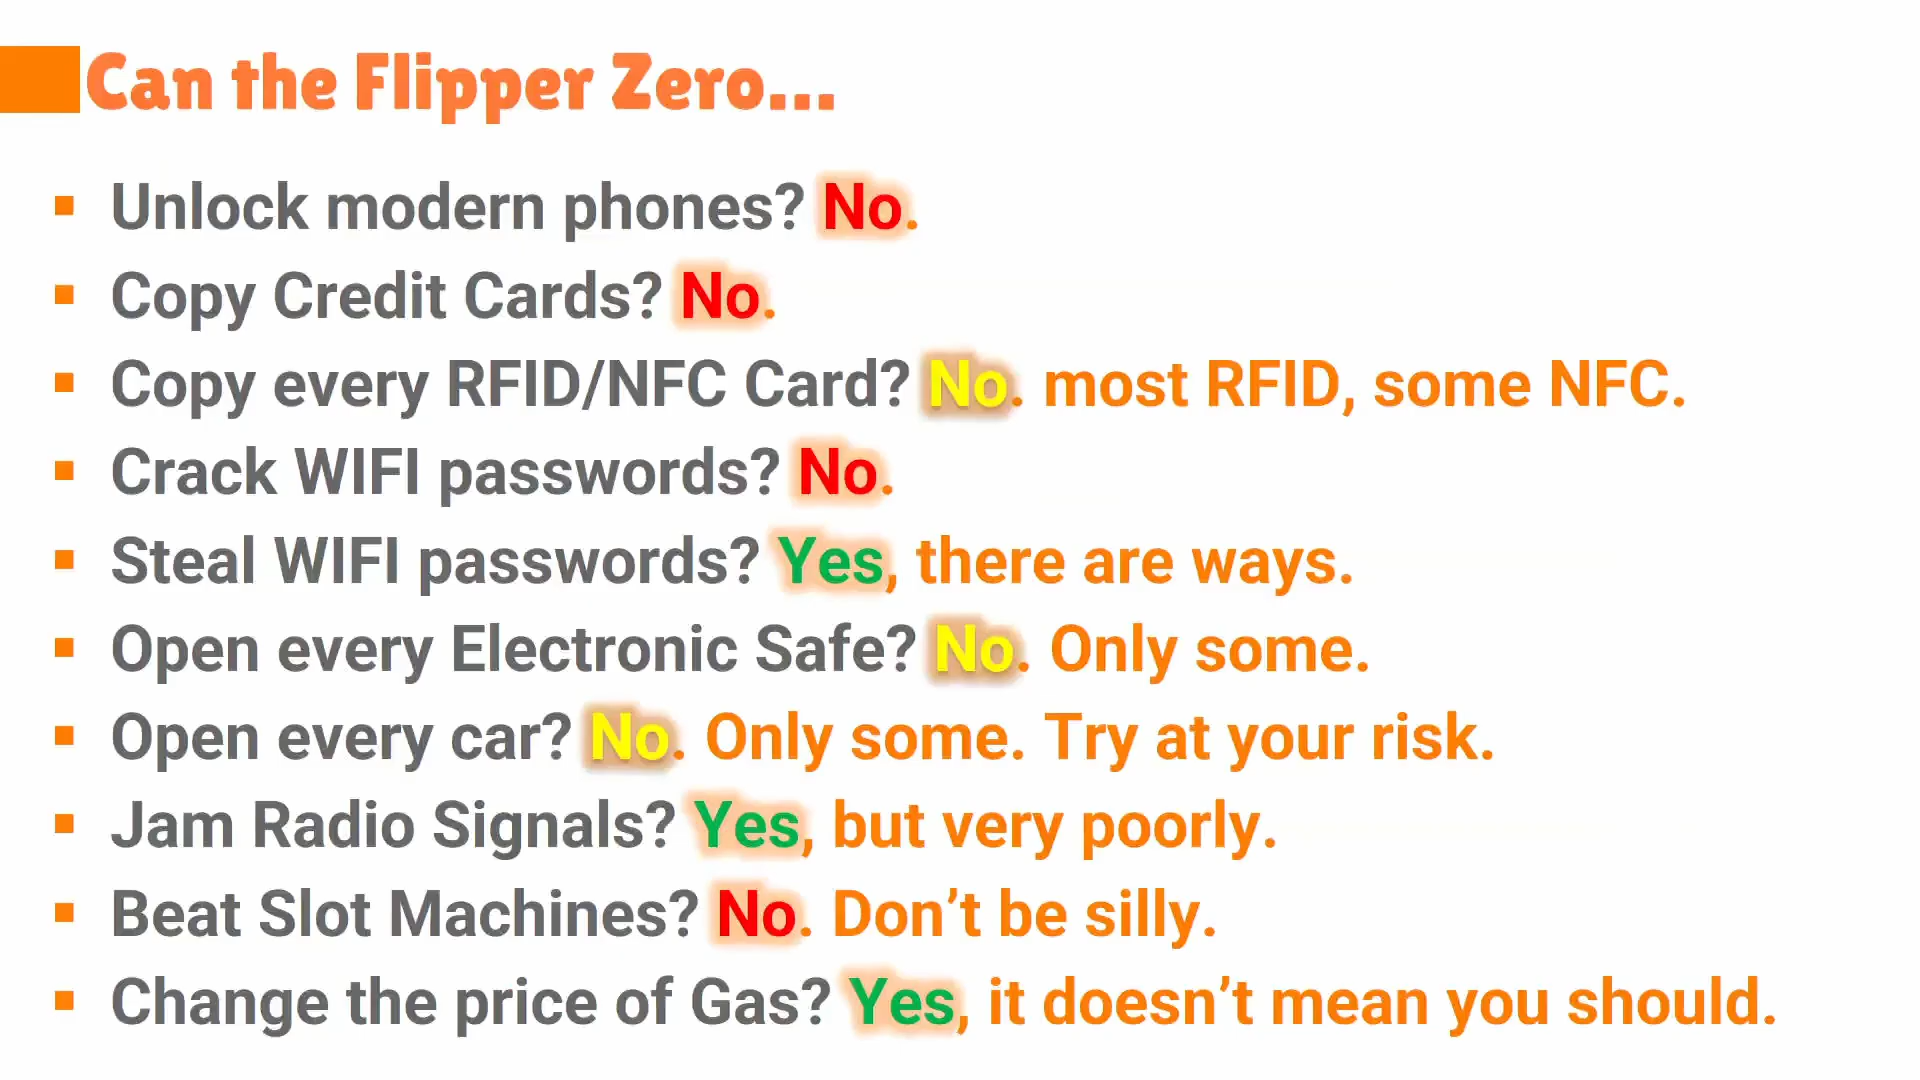 Can the Flipper Zero...
Unlock modern phones? No.
Copy Credit Cards? No.
Copy every RFID/NFC Card? No. most RFID, some NFC.
Crack WIFI passwords? No.
Steal WIFI passwords? Yes, there are ways.
Open every Electronic Safe? No. Only some.
Open every car? No. Only some. Try at your risk.
Jam Radio Signals? Yes, but very poorly.
Beat Slot Machines? No. Don’t be silly.
Change the price of Gas? Yes, it doesn’t mean you should.